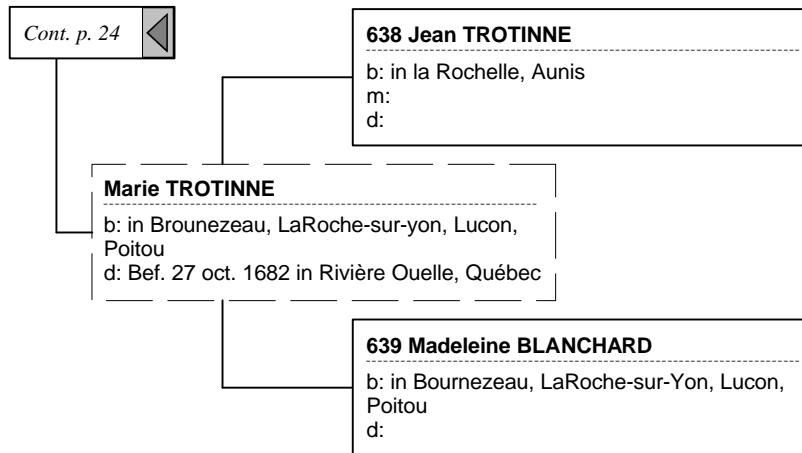 Cont. p. 24
638 Jean TROTINNE
b: in la Rochelle, Aunis
m:
d:
Marie TROTINNE
b: in Brounezeau, LaRoche-sur-yon, Lucon,
Poitou
d: Bef. 27 oct. 1682 in Rivière Ouelle, Québec
639 Madeleine BLANCHARD
b: in Bournezeau, LaRoche-sur-Yon, Lucon,
Poitou
d: